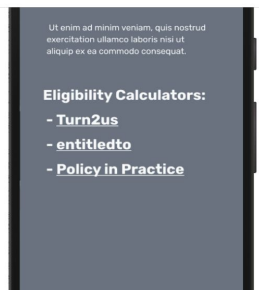 Ut enim ad minim veniam, quis nostrud
exercitation ullamco laboris nisi ut
aliquip ex ea commodo consequat.
Eligibility Calculators:
- Turn2us
- entitledto
- Policy in Practice